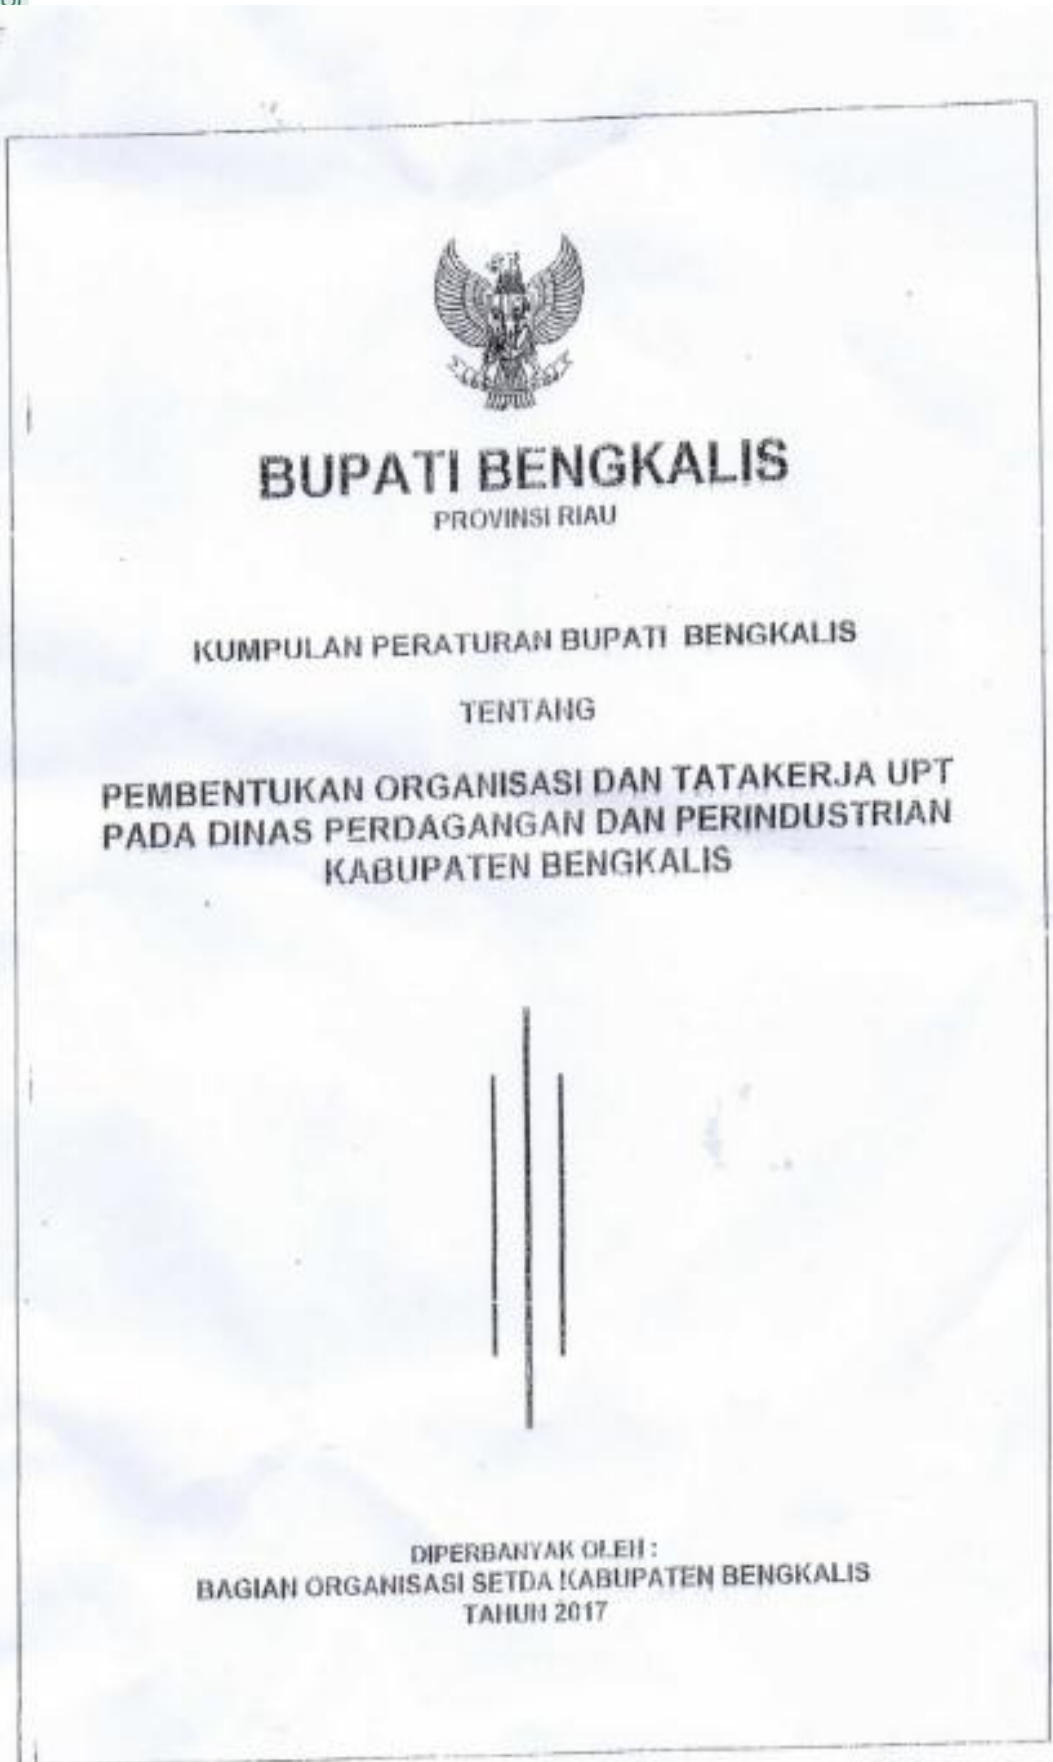 BUPATI BENGKALIS
PROVINSI RIAU
KUMPULAN PERATURAN BUPATI BENGKALIS
TENTANG
PEMBENTUKAN ORGANISASI DAN TATAKERJA UPT
PADA DINAS PERDAGANGAN DAN PERINDUSTRIAN
KABUPATEN BENGKALIS
DIPERBANYAK OLEH :
BAGIAN ORGANISASI SETDA KABUPATEN BENGKALIS
TAHUN 2017